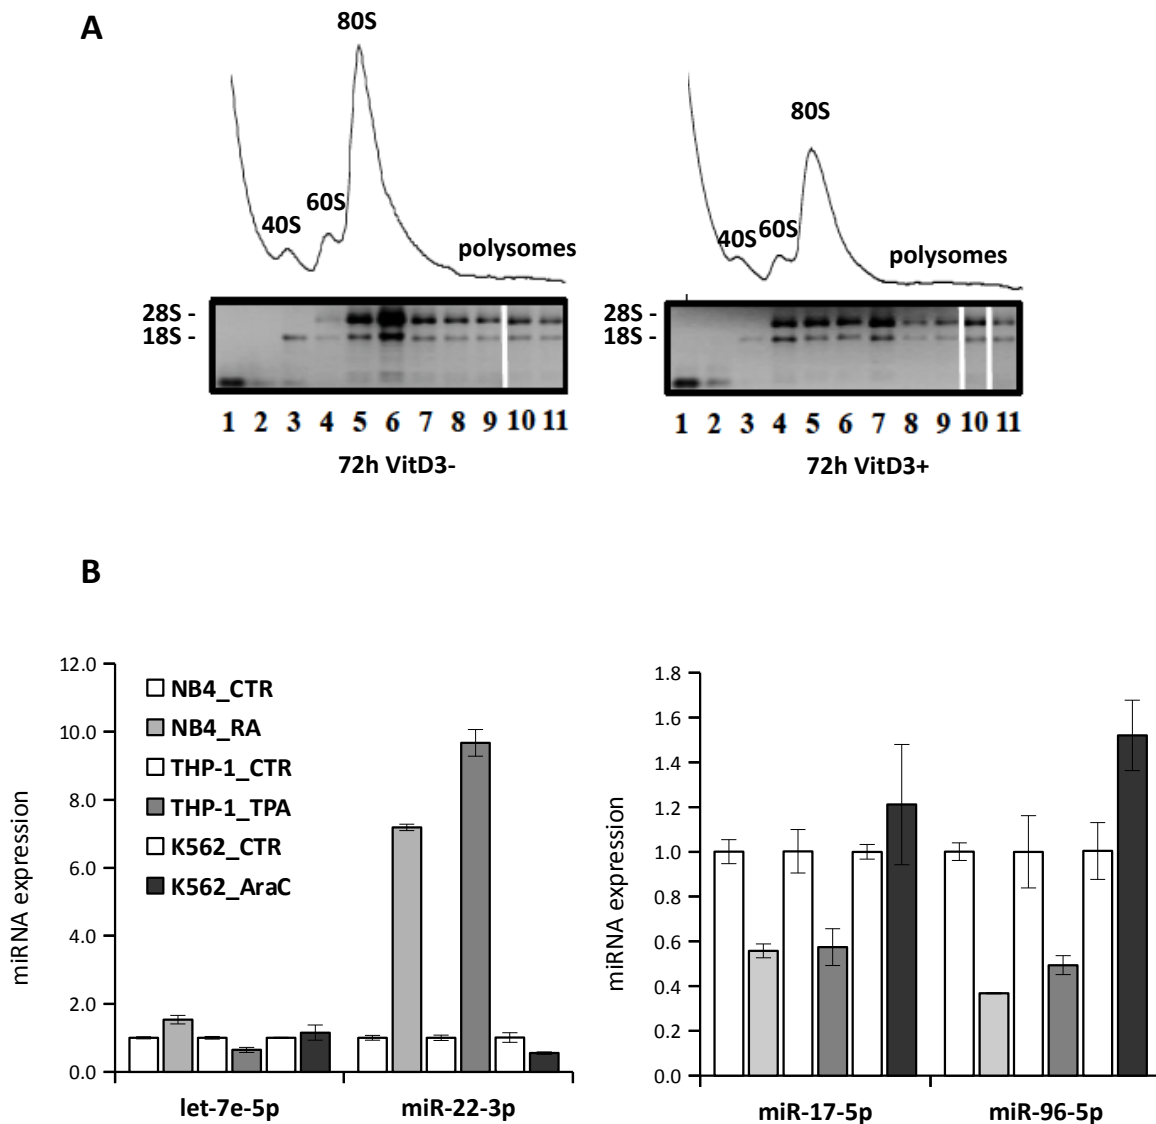 A
80S
60S
40S
polysomes
28S -
18S -
1 2 3 4 5 6 7 8 9 10 11
72h VitD3-
80S
60S
40S
polysomes
28S -
18S -
1 2 3 4 5 6 7 8 9 10 11
72h VitD3+
B
miRNA expression
12.0
10.0
8.0
6.0
4.0
2.0
0.0
NB4_CTR
NB4_RA
THP-1_CTR
THP-1_TPA
K562_CTR
K562_AraC
let-7e-5p
miR-22-3p
miRNA expression
1.8
1.6
1.4
1.2
1.0
0.8
0.6
0.4
0.2
0.0
miR-17-5p
miR-96-5p